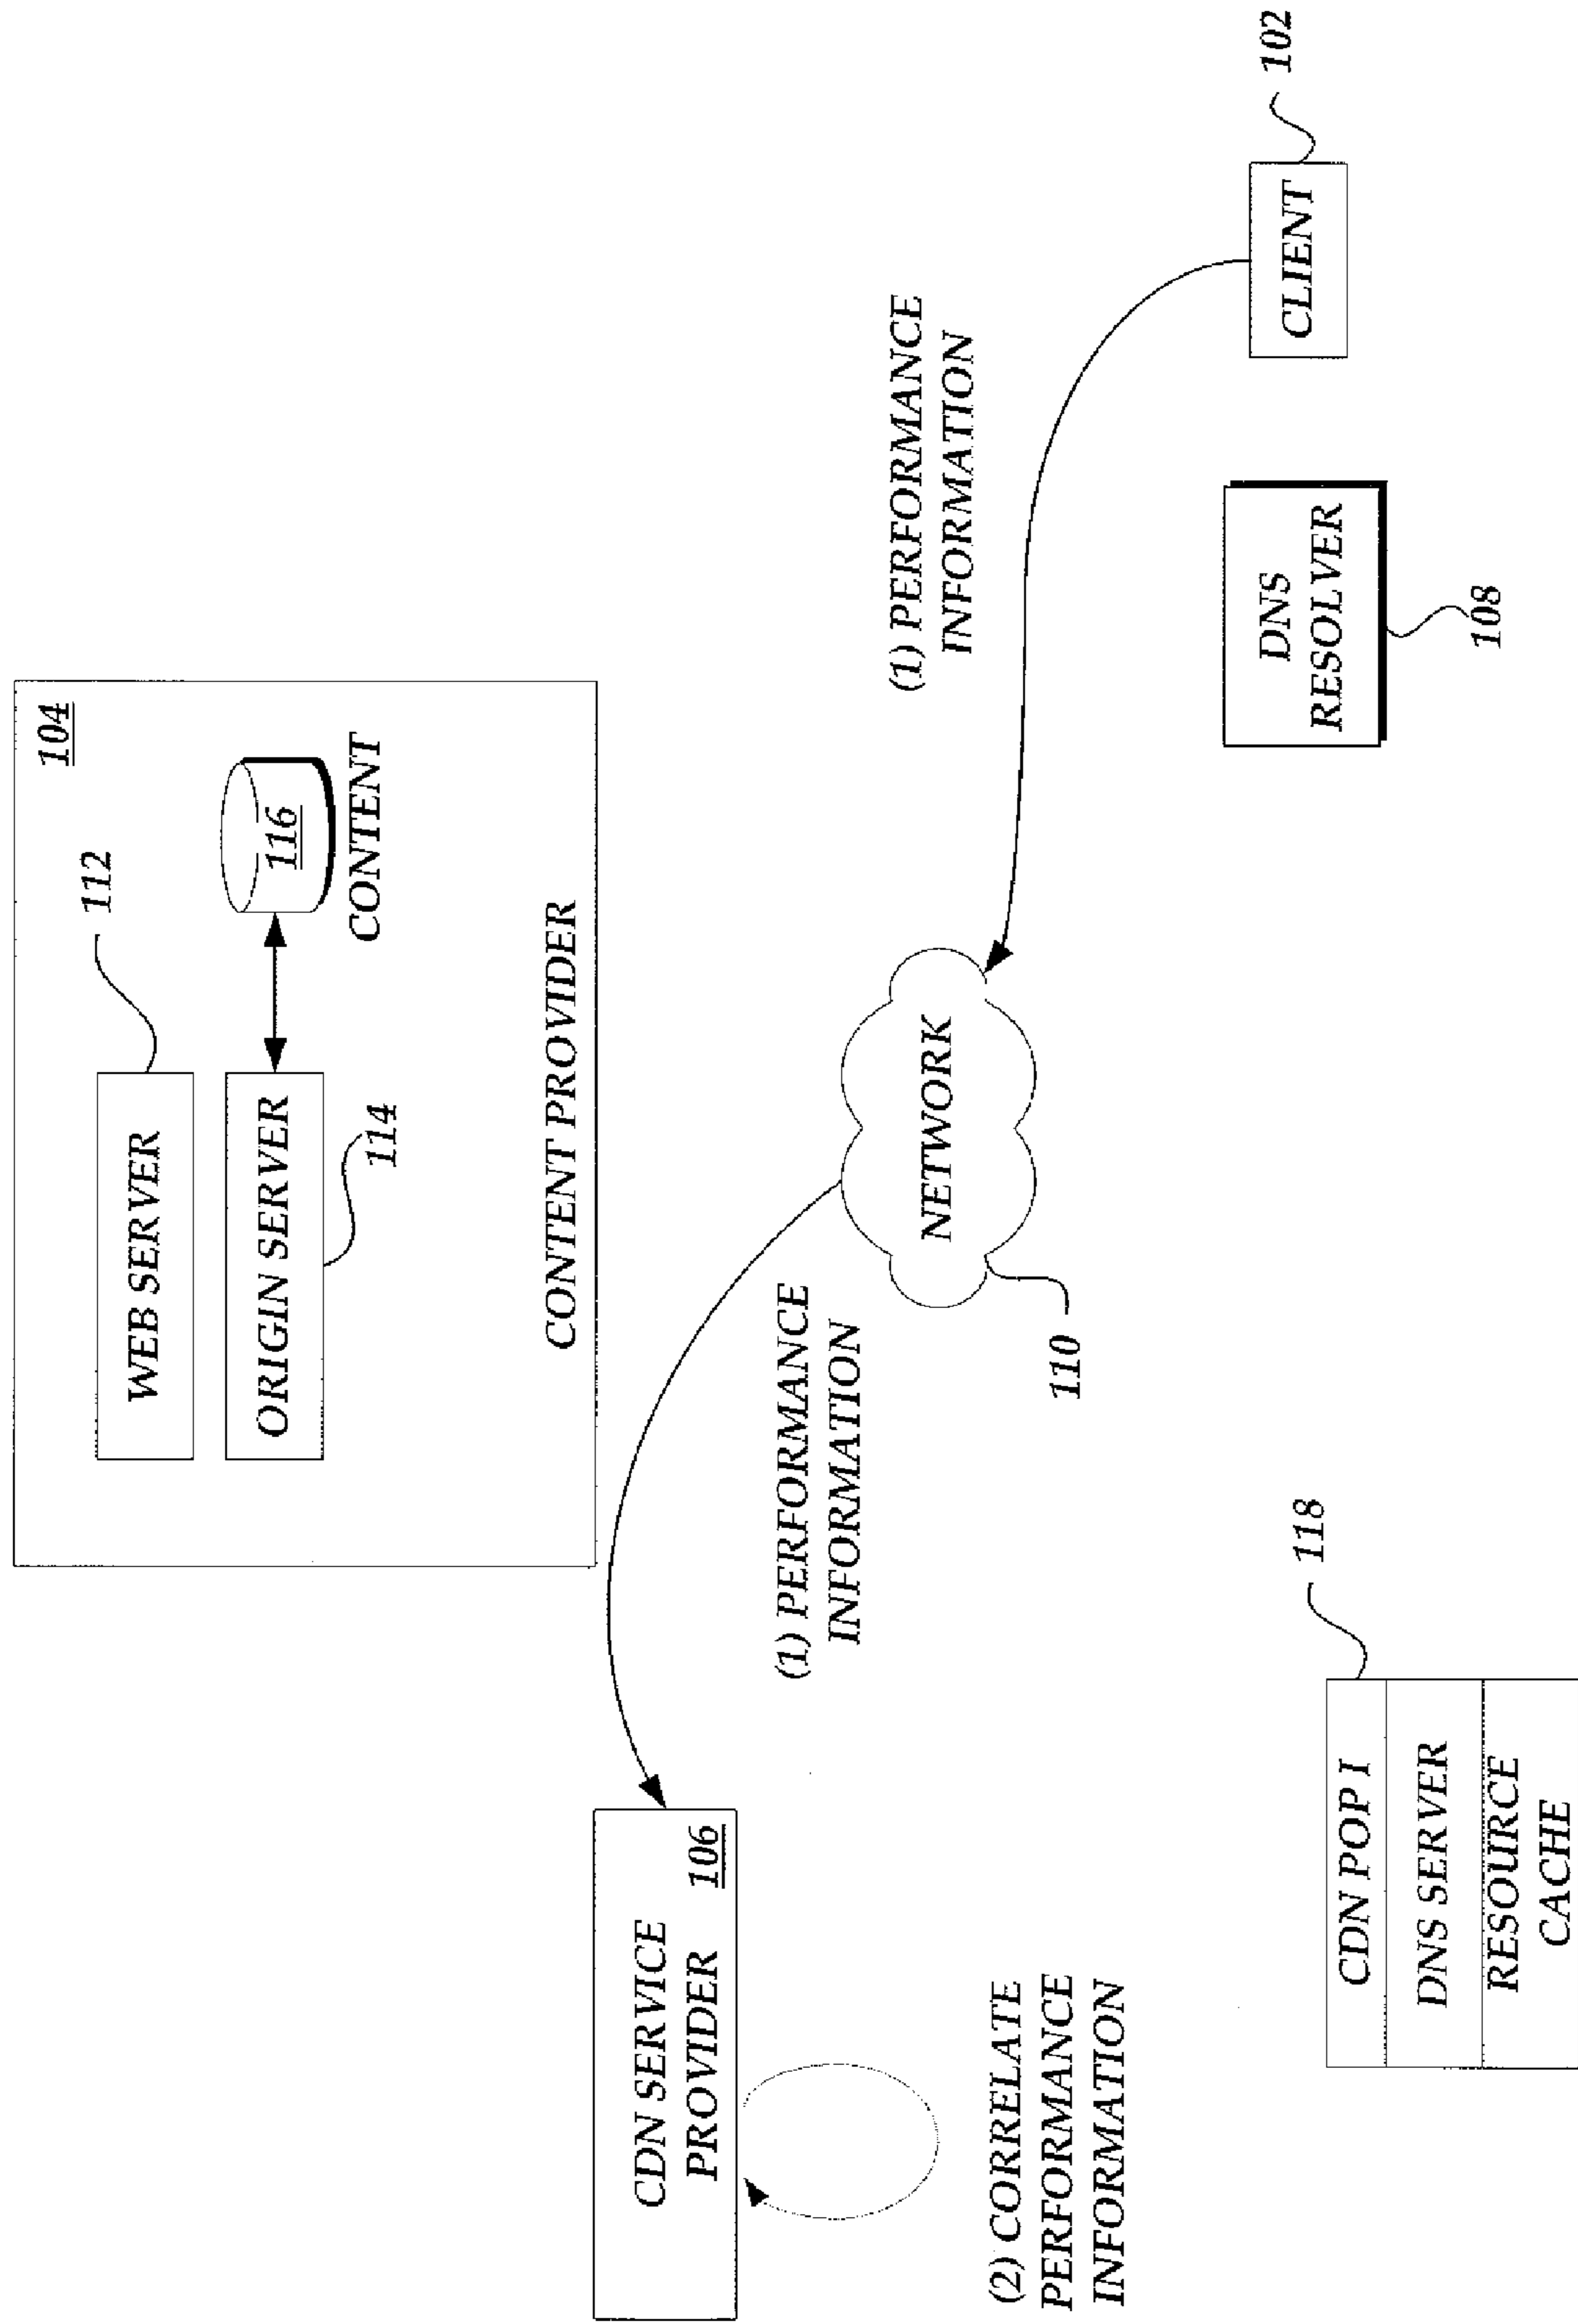 104
WEB SERVER
112
ORIGIN SERVER
114
116
CONTENT
CONTENT PROVIDER
CDN SERVICE
PROVIDER
106
(1) PERFORMANCE
INFORMATION
(1) PERFORMANCE
INFORMATION
NETWORK
110
(2) CORRELATE
PERFORMANCE
INFORMATION
DNS
RESOLVER
108
CLIENT
102
CDN POP I
DNS SERVER
RESOURCE
CACHE
118